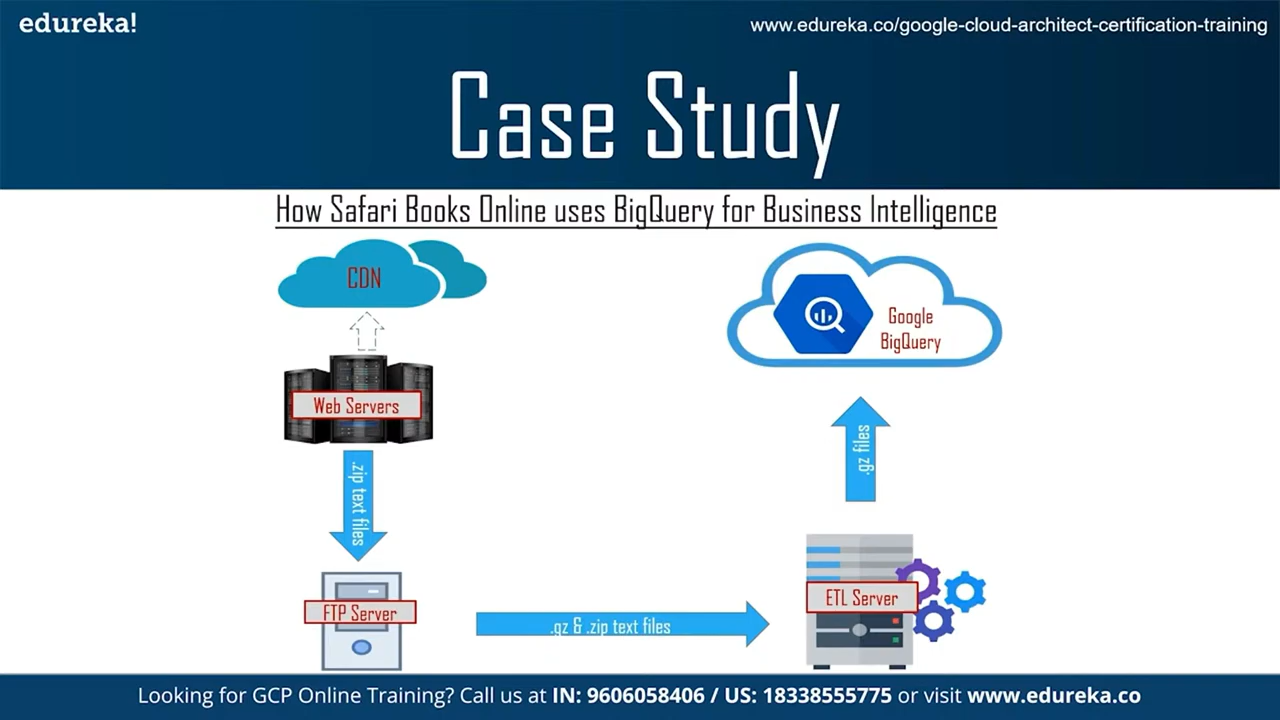 edureka!
www.edureka.co/google-cloud-architect-certification-training
Case Study
How Safari Books Online uses BigQuery for Business Intelligence
CDN
Google
BigQuery
Web Servers
.zip text files
.gz files
FTP Server
.gz & .zip text files
ETL Server
Looking for GCP Online Training? Call us at IN: 9606058406 / US: 18338555775 or visit www.edureka.co